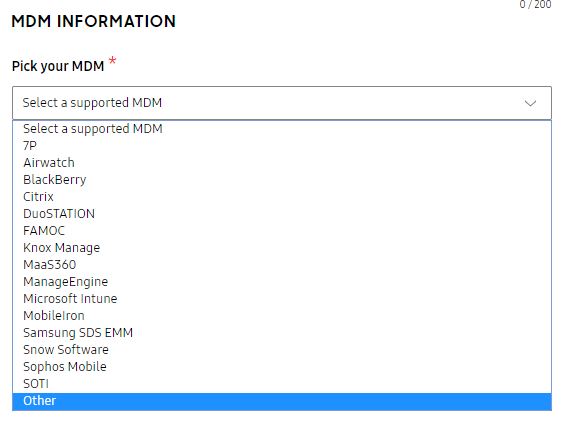 0 / 200
MDM INFORMATION
Pick your MDM *
Select a supported MDM
Select a supported MDM
7P
Airwatch
BlackBerry
Citrix
DuoSTATION
FAMOC
Knox Manage
MaaS360
ManageEngine
Microsoft Intune
MobileIron
Samsung SDS EMM
Snow Software
Sophos Mobile
SOTI
Other